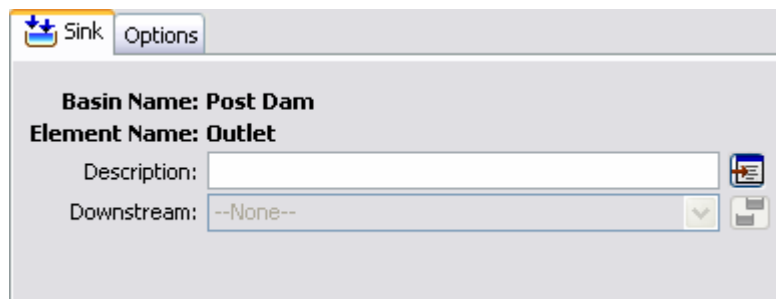 Sink Options
Basin Name: Post Dam
Element Name: Outlet
Description:
Downstream: --None--